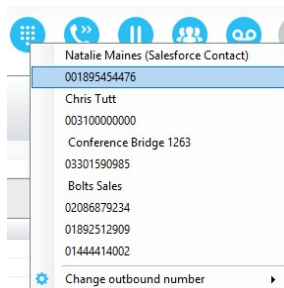 Natalie Maines (Salesforce Contact)
001895454476
Chris Tutt
003100000000
Conference Bridge 1263
03301590985
Bolts Sales
02086879234
01892512909
01444414002
Change outbound number